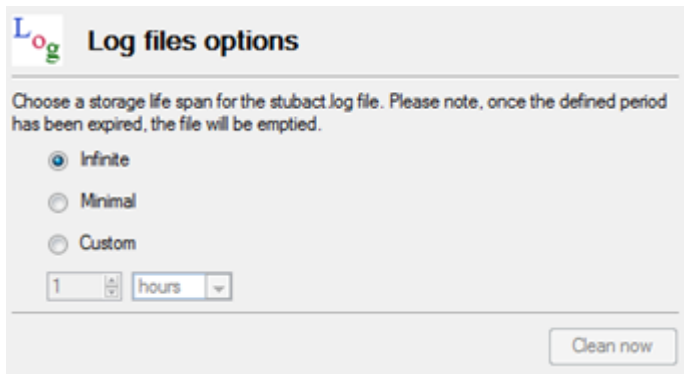 Log
Log files options
Choose a storage life span for the stubact.log file. Please note, once the defined period
has been expired, the file will be emptied.
Infinite
Minimal
Custom
1 hours
Clean now